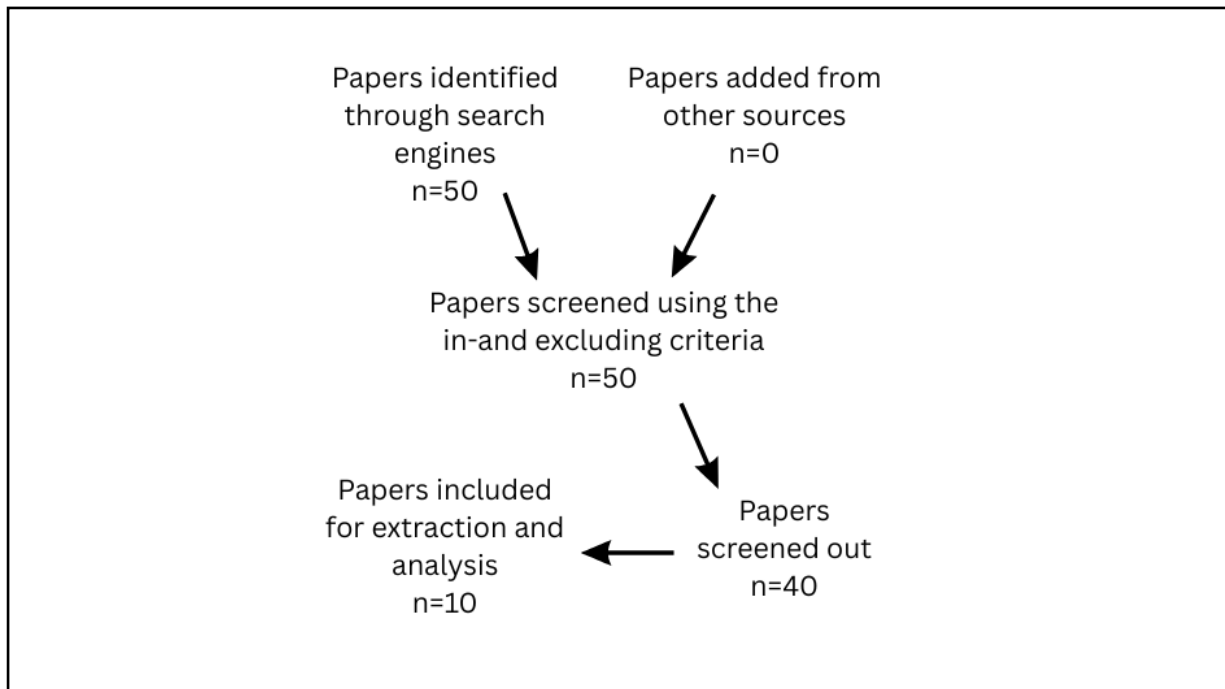 Papers identified
through search
engines
n=50
Papers added from
other sources
n=0
Papers screened using the
in-and excluding criteria
n=50
Papers included
for extraction and
analysis
n=10
Papers
screened out
n=40